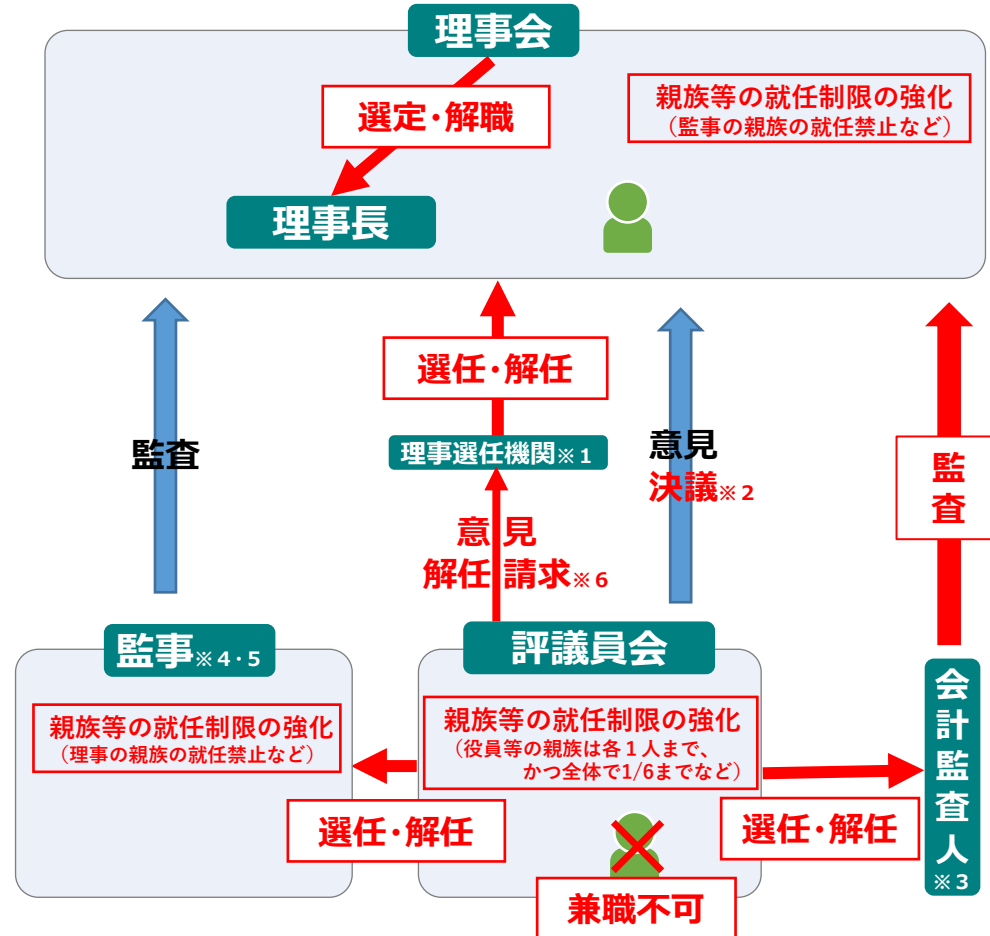 理事会
選定・解職
親族等の就任制限の強化
（監事の親族の就任禁止など）
理事長
選任・解任
監査
理事選任機関※1
意見
決議※2
監査
意見
解任請求※6
監事※4・5
評議員会
会計監査人※3
親族等の就任制限の強化
（理事の親族の就任禁止など）
親族等の就任制限の強化
（役員等の親族は各１人まで、
かつ全体で1/6までなど）
選任・解任
選任・解任
兼職不可